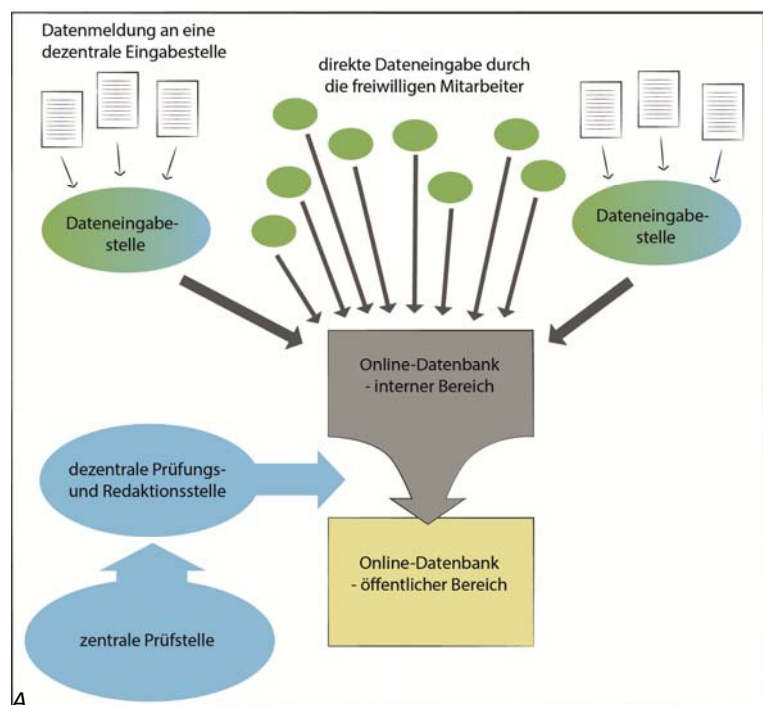 Datenmeldung an eine
dezentrale Eingabestelle
direkte Dateneingabe durch
die freiwilligen Mitarbeiter
Dateneingabe-
stelle
Dateneingabe-
stelle
Online-Datenbank
- interner Bereich
dezentrale Prüfungs-
und Redaktionsstelle
Online-Datenbank
- öffentlicher Bereich
zentrale Prüfstelle
A